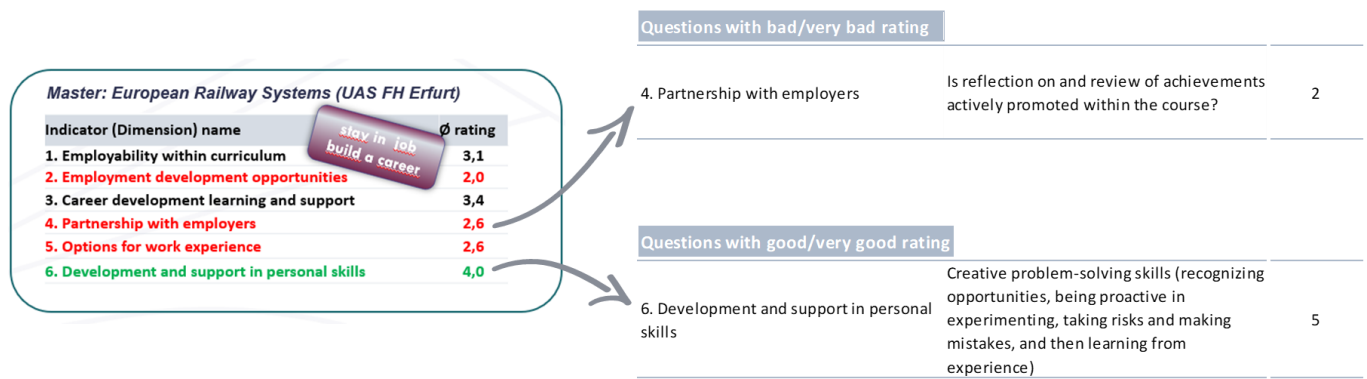 Master: European Railway Systems (UAS FH Erfurt)
Indicator (Dimension) name Ø rating
stay in job
build a career
1. Employability within curriculum 3,1
2. Employment development opportunities 2,0
3. Career development learning and support 3,4
4. Partnership with employers 2,6
5. Options for work experience 2,6
6. Development and support in personal skills 4,0
Questions with bad/very bad rating
4. Partnership with employers
Is reflection on and review of achievements
actively promoted within the course?
2
Questions with good/very good rating
6. Development and support in personal
skills
Creative problem-solving skills (recognizing
opportunities, being proactive in
experimenting, taking risks and making
mistakes, and then learning from
experience)
5